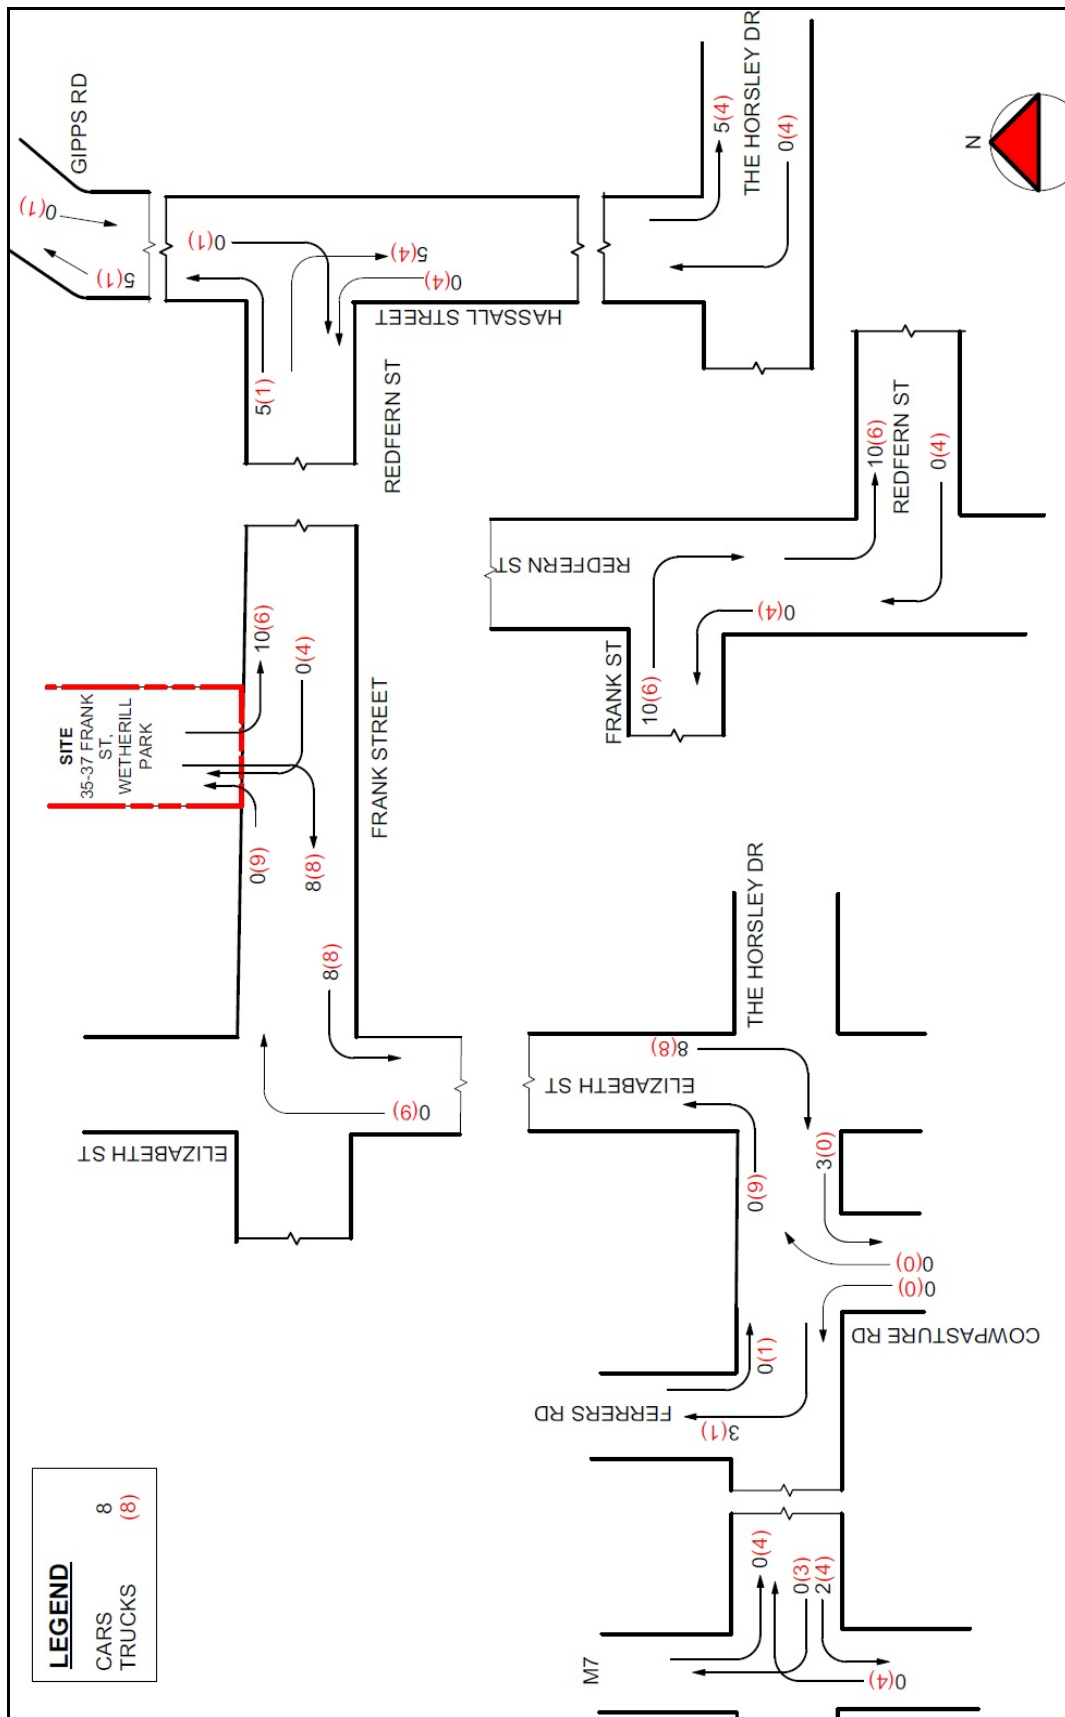 GIPPS RD
0(1)
5(1)
0(1)
5(4)
0(4)
5(1)
HASSALL STREET
REDFERN ST
THE HORSLEY DR
5(4)
0(4)
N
SITE
35-37 FRANK
ST,
WETHERILL
PARK
10(6)
0(4)
0(9)
8(8)
FRANK STREET
8(8)
0(9)
ELIZABETH ST
REDFERN ST
10(6)
REDFERN ST
0(4)
0(4)
FRANK ST
10(6)
THE HORSLEY DR
8(8)
ELIZABETH ST
0(9)
3(0)
0(0)
0(0)
COWPASTURE RD
0(1)
FERRERS RD
3(1)
M7
0(4)
0(3)
2(4)
0(4)
LEGEND
CARS 8
TRUCKS (8)